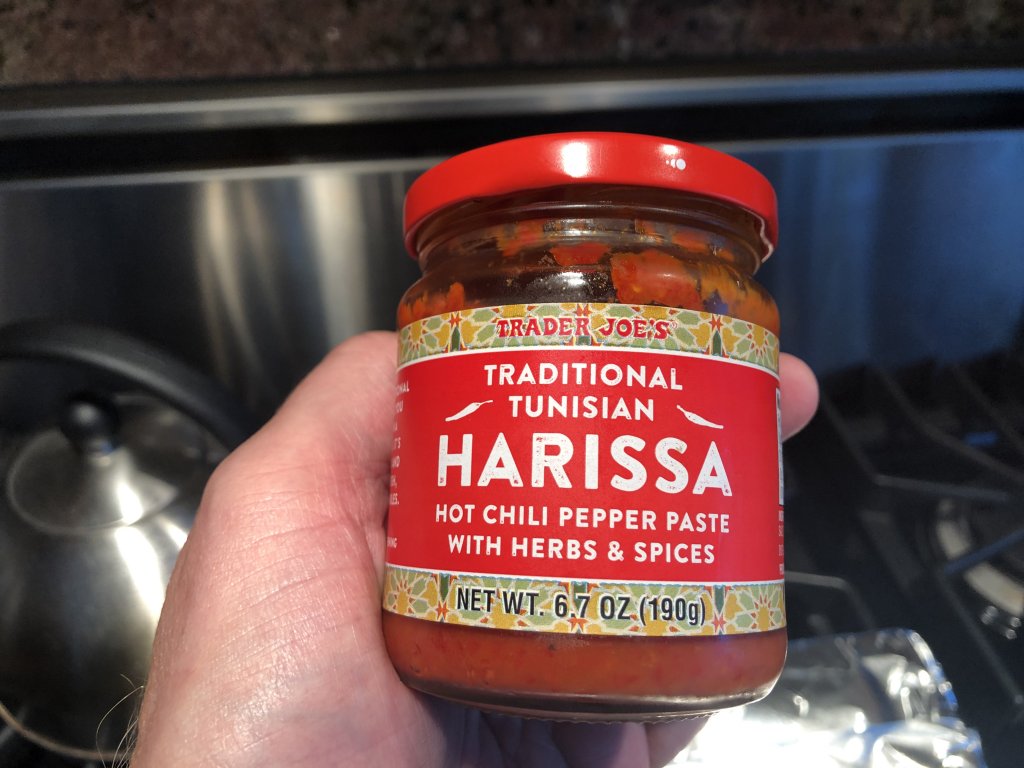 TRADER JOE'S
TRADITIONAL
TUNISIAN
HARISSA
HOT CHILI PEPPER PASTE
WITH HERBS & SPICES
NET WT. 6.7 OZ (190g)